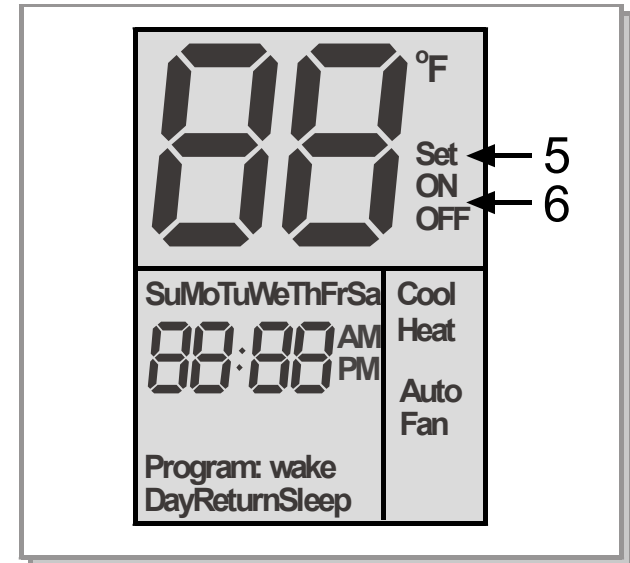 88 °F
Set 5
ON
6
OFF
SuMoTuWeThFrSa
88:88 AM
PM
Cool
Heat
Auto
Fan
Program: wake
DayReturnSleep